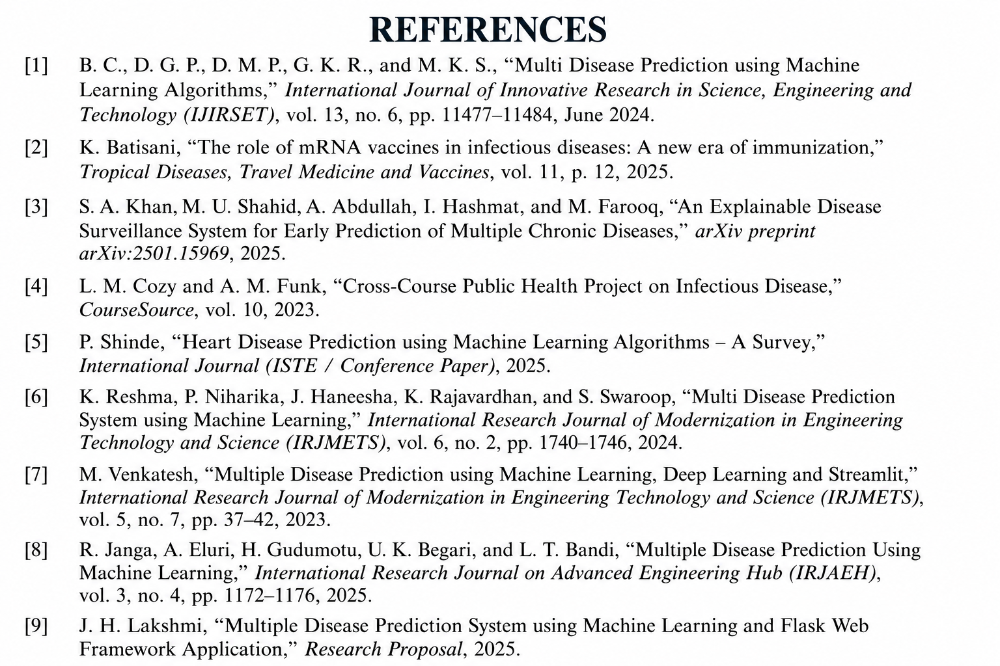 REFERENCES
[1] B. C., D. G. P., D. M. P., G. K. R., and M. K. S., “Multi Disease Prediction using Machine
Learning Algorithms,” International Journal of Innovative Research in Science, Engineering and
Technology (IJIRSET), vol. 13, no. 6, pp. 11477–11484, June 2024.
[2] K. Batisani, “The role of mRNA vaccines in infectious diseases: A new era of immunization,”
Tropical Diseases, Travel Medicine and Vaccines, vol. 11, p. 12, 2025.
[3] S. A. Khan, M. U. Shahid, A. Abdullah, I. Hashmat, and M. Farooq, “An Explainable Disease
Surveillance System for Early Prediction of Multiple Chronic Diseases,” arXiv preprint
arXiv:2501.15969, 2025.
[4] L. M. Cozy and A. M. Funk, “Cross-Course Public Health Project on Infectious Disease,”
CourseSource, vol. 10, 2023.
[5] P. Shinde, “Heart Disease Prediction using Machine Learning Algorithms – A Survey,”
International Journal (ISTE / Conference Paper), 2025.
[6] K. Reshma, P. Niharika, J. Haneesha, K. Rajavardhan, and S. Swaroop, “Multi Disease Prediction
System using Machine Learning,” International Research Journal of Modernization in Engineering
Technology and Science (IRJMETS), vol. 6, no. 2, pp. 1740–1746, 2024.
[7] M. Venkatesh, “Multiple Disease Prediction using Machine Learning, Deep Learning and Streamlit,”
International Research Journal of Modernization in Engineering Technology and Science (IRJMETS),
vol. 5, no. 7, pp. 37–42, 2023.
[8] R. Janga, A. Eluri, H. Gudumotu, U. K. Begari, and L. T. Bandi, “Multiple Disease Prediction Using
Machine Learning,” International Research Journal on Advanced Engineering Hub (IRJAEH),
vol. 3, no. 4, pp. 1172–1176, 2025.
[9] J. H. Lakshmi, “Multiple Disease Prediction System using Machine Learning and Flask Web
Framework Application,” Research Proposal, 2025.